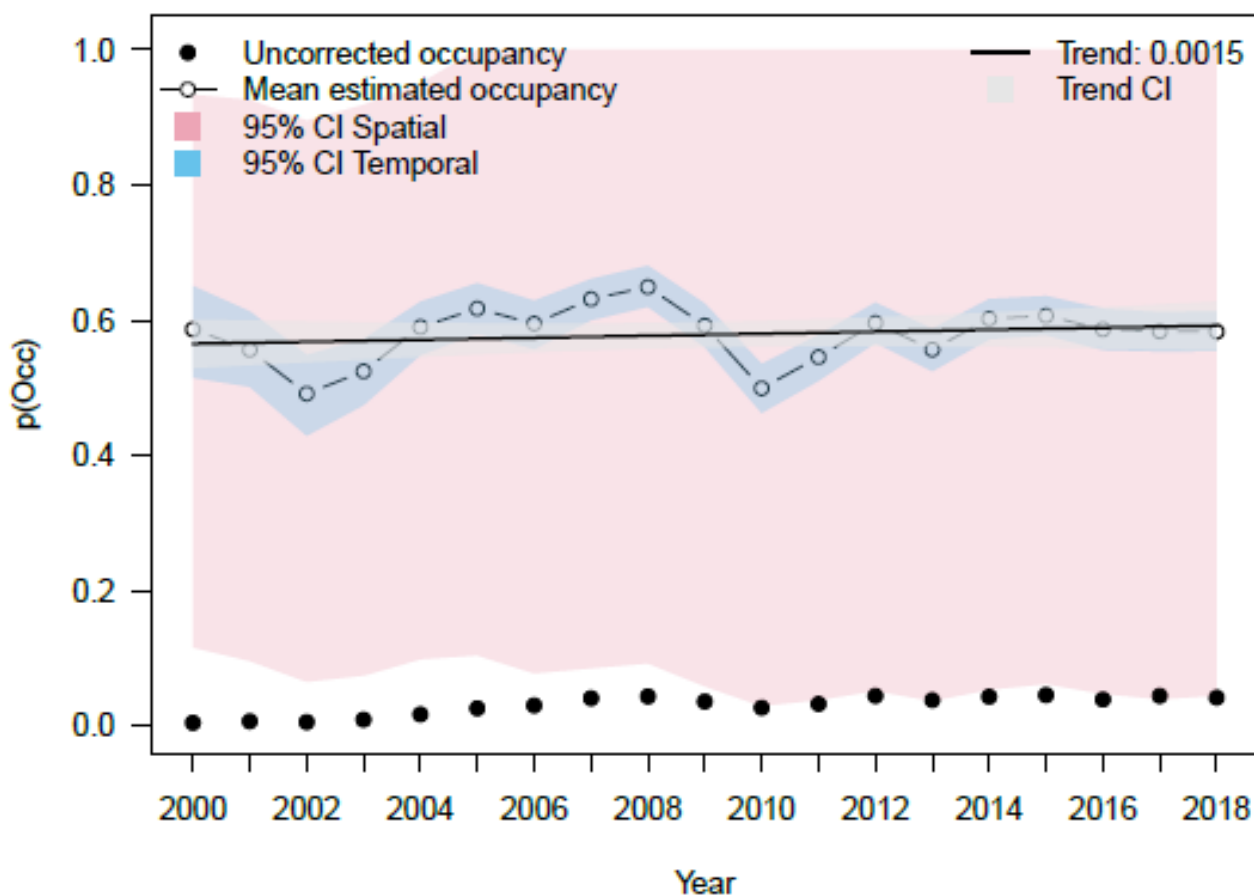 Uncorrected occupancy
Mean estimated occupancy
95% CI Spatial
95% CI Temporal
Trend: 0.0015
Trend CI
1.0
0.8
0.6
0.4
0.2
0.0
p(Occ)
2000 2002 2004 2006 2008 2010 2012 2014 2016 2018
Year